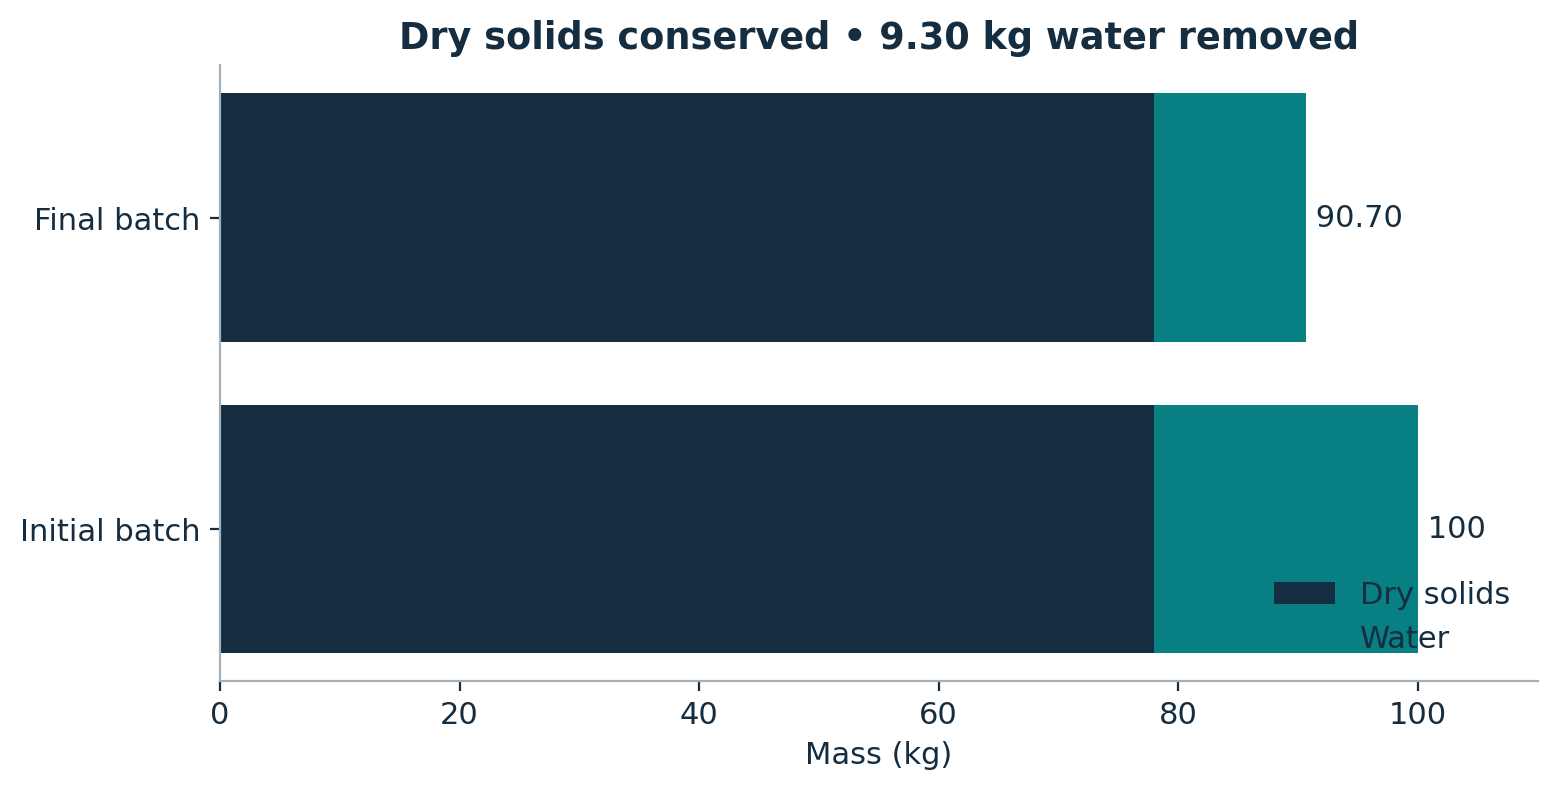 Dry solids conserved • 9.30 kg water removed
Final batch
90.70
Initial batch
100
Dry solids
Water
0 20 40 60 80 100
Mass (kg)